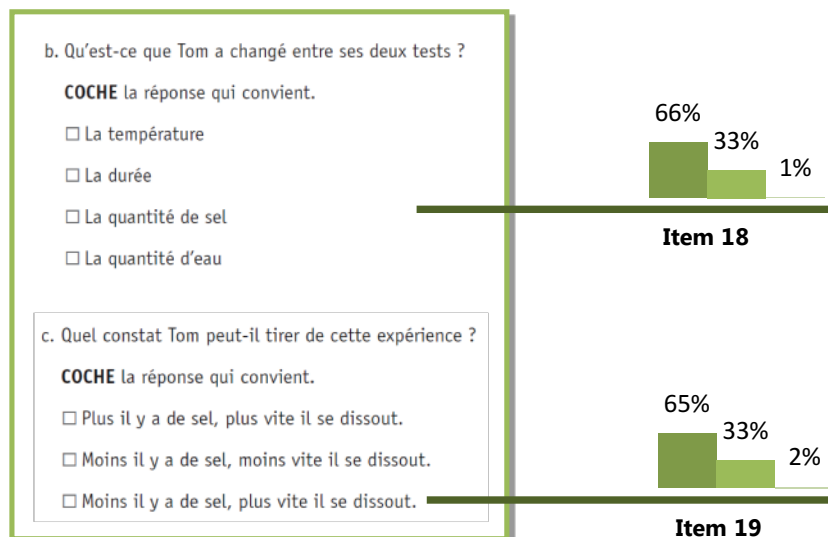 b. Qu'est-ce que Tom a changé entre ses deux tests ?
COCHE la réponse qui convient.
☐ La température
☐ La durée
☐ La quantité de sel
☐ La quantité d'eau
66%
33%
1%
Item 18
c. Quel constat Tom peut-il tirer de cette expérience ?
COCHE la réponse qui convient.
☐ Plus il y a de sel, plus vite il se dissout.
☐ Moins il y a de sel, moins vite il se dissout.
☐ Moins il y a de sel, plus vite il se dissout.
65%
33%
2%
Item 19